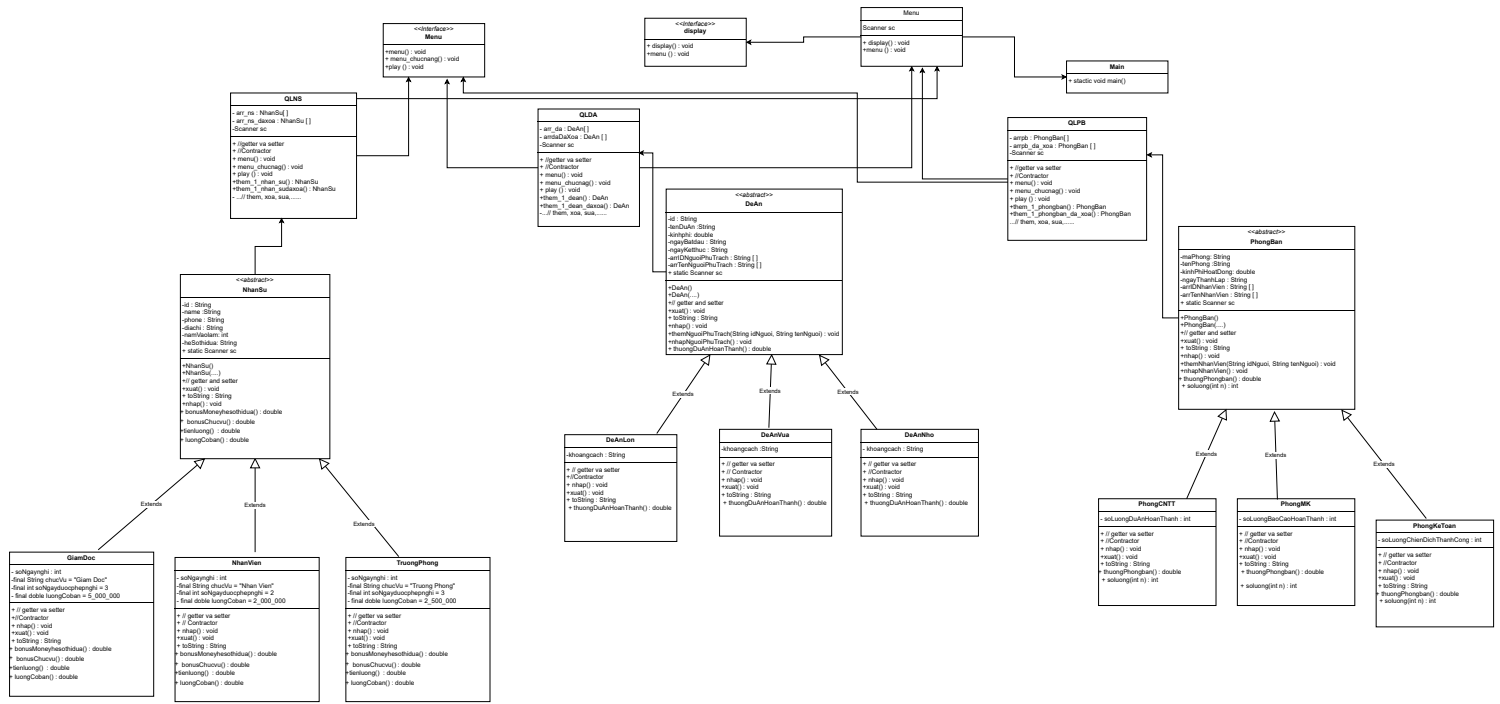 <<Interface>>
Menu
+menu() : void
+ menu_chucnang() : void
+play () : void
<<Interface>>
display
+ display() : void
+menu () : void
Menu
Scanner sc
+ display() : void
+menu () : void
Main
+ stactic void main()
QLNS
- arr_ns : NhanSu[ ]
- arr_ns_daxoa : NhanSu [ ]
-Scanner sc
+ //getter va setter
+ //Contractor
+ menu() : void
+ menu_chucnag() : void
+ play () : void
+them_1_nhan_su() : NhanSu
+them_1_nhan_sudaxoa() : NhanSu
- ...// them, xoa, sua,......
QLDA
- arr_da : DeAn[ ]
- arrdaDaXoa : DeAn [ ]
-Scanner sc
+ //getter va setter
+ //Contractor
+ menu() : void
+ menu_chucnag() : void
+ play () : void
+them_1_dean() : DeAn
+them_1_dean_daxoa() : DeAn
-...// them, xoa, sua,......
QLPB
- arrpb : PhongBan[ ]
- arrpb_da_xoa : PhongBan [ ]
-Scanner sc
+ //getter va setter
+ //Contractor
+ menu() : void
+ menu_chucnag() : void
+ play () : void
+them_1_phongban() : PhongBan
+them_1_phongban_da_xoa() : PhongBan
...// them, xoa, sua,......
<<abstract>>
NhanSu
-id : String
-name :String
-phone : String
-diachi : String
-namVaolam: int
-heSothidua: String
+ static Scanner sc
+NhanSu()
+NhanSu(....)
+// getter and setter
+xuat() : void
+ toString : String
+nhap() : void
+ bonusMoneyhesothidua() : double
+ bonusChucvu() : double
+tienluong() : double
+ luongCoban() : double
<<abstract>>
DeAn
-id : String
-tenDuAn :String
-kinhphi: double
-ngayBatdau : String
-ngayKetthuc : String
-arrIDNguoiPhuTrach : String [ ]
-arrTenNguoiPhuTrach : String [ ]
+ static Scanner sc
+DeAn()
+DeAn(....)
+// getter and setter
+xuat() : void
+ toString : String
+nhap() : void
+themNguoiPhuTrach(String idNguoi, String tenNguoi) : void
+nhapNguoiPhuTrach() : void
+ thuongDuAnHoanThanh() : double
<<abstract>>
PhongBan
-maPhong: String
-tenPhong :String
-kinhPhiHoatDong: double
-ngayThanhLap : String
-arrIDNhanVien : String [ ]
-arrTenNhanVien : String [ ]
+ static Scanner sc
+PhongBan()
+PhongBan(....)
+// getter and setter
+xuat() : void
+ toString : String
+nhap() : void
+themNhanVien(String idNguoi, String tenNguoi) : void
+nhapNhanVien() : void
+ thuongPhongban() : double
+ soluong(int n) : int
Extends
Extends
Extends
Extends
Extends
Extends
Extends
Extends
Extends
GiamDoc
- soNgaynghi : int
-final String chucVu = "Giam Doc"
-final int soNgayduocphepnghi = 3
- final doble luongCoban = 5_000_000
+ // getter va setter
+//Contractor
+ nhap() : void
+xuat() : void
+ toString : String
+ bonusMoneyhesothidua() : double
+ bonusChucvu() : double
+tienluong() : double
+ luongCoban() : double
NhanVien
- soNgaynghi : int
-final String chucVu = "Nhan Vien"
-final int soNgayduocphepnghi = 2
- final doble luongCoban = 2_000_000
+ // getter va setter
+ // Contractor
+ nhap() : void
+xuat() : void
+ toString : String
+ bonusMoneyhesothidua() : double
+ bonusChucvu() : double
+tienluong() : double
+ luongCoban() : double
TruongPhong
- soNgaynghi : int
-final String chucVu = "Truong Phong"
-final int soNgayduocphepnghi = 3
- final doble luongCoban = 2_500_000
+ // getter va setter
+ //Contractor
+ nhap() : void
+xuat() : void
+ toString : String
+ bonusMoneyhesothidua() : double
+ bonusChucvu() : double
+tienluong() : double
+ luongCoban() : double
DeAnLon
-khoangcach : String
+ // getter va setter
+//Contractor
+ nhap() : void
+xuat() : void
+ toString : String
+ thuongDuAnHoanThanh() : double
DeAnVua
-khoangcach :String
+ // getter va setter
+ // Contractor
+ nhap() : void
+xuat() : void
+ toString : String
+ thuongDuAnHoanThanh() : double
DeAnNho
- khoangcach : String
+ // getter va setter
+ //Contractor
+ nhap() : void
+xuat() : void
+ toString : String
+ thuongDuAnHoanThanh() : double
PhongCNTT
- soLuongDuAnHoanThanh : int
+ // getter va setter
+ //Contractor
+ nhap() : void
+xuat() : void
+ toString : String
+ thuongPhongban() : double
+ soluong(int n) : int
PhongMK
- soLuongBaoCaoHoanThanh : int
+ // getter va setter
+ //Contractor
+ nhap() : void
+xuat() : void
+ toString : String
+ thuongPhongban() : double
+ soluong(int n) : int
PhongKeToan
- soLuongChienDichThanhCong : int
+ // getter va setter
+ //Contractor
+ nhap() : void
+xuat() : void
+ toString : String
+ thuongPhongban() : double
+ soluong(int n) : int